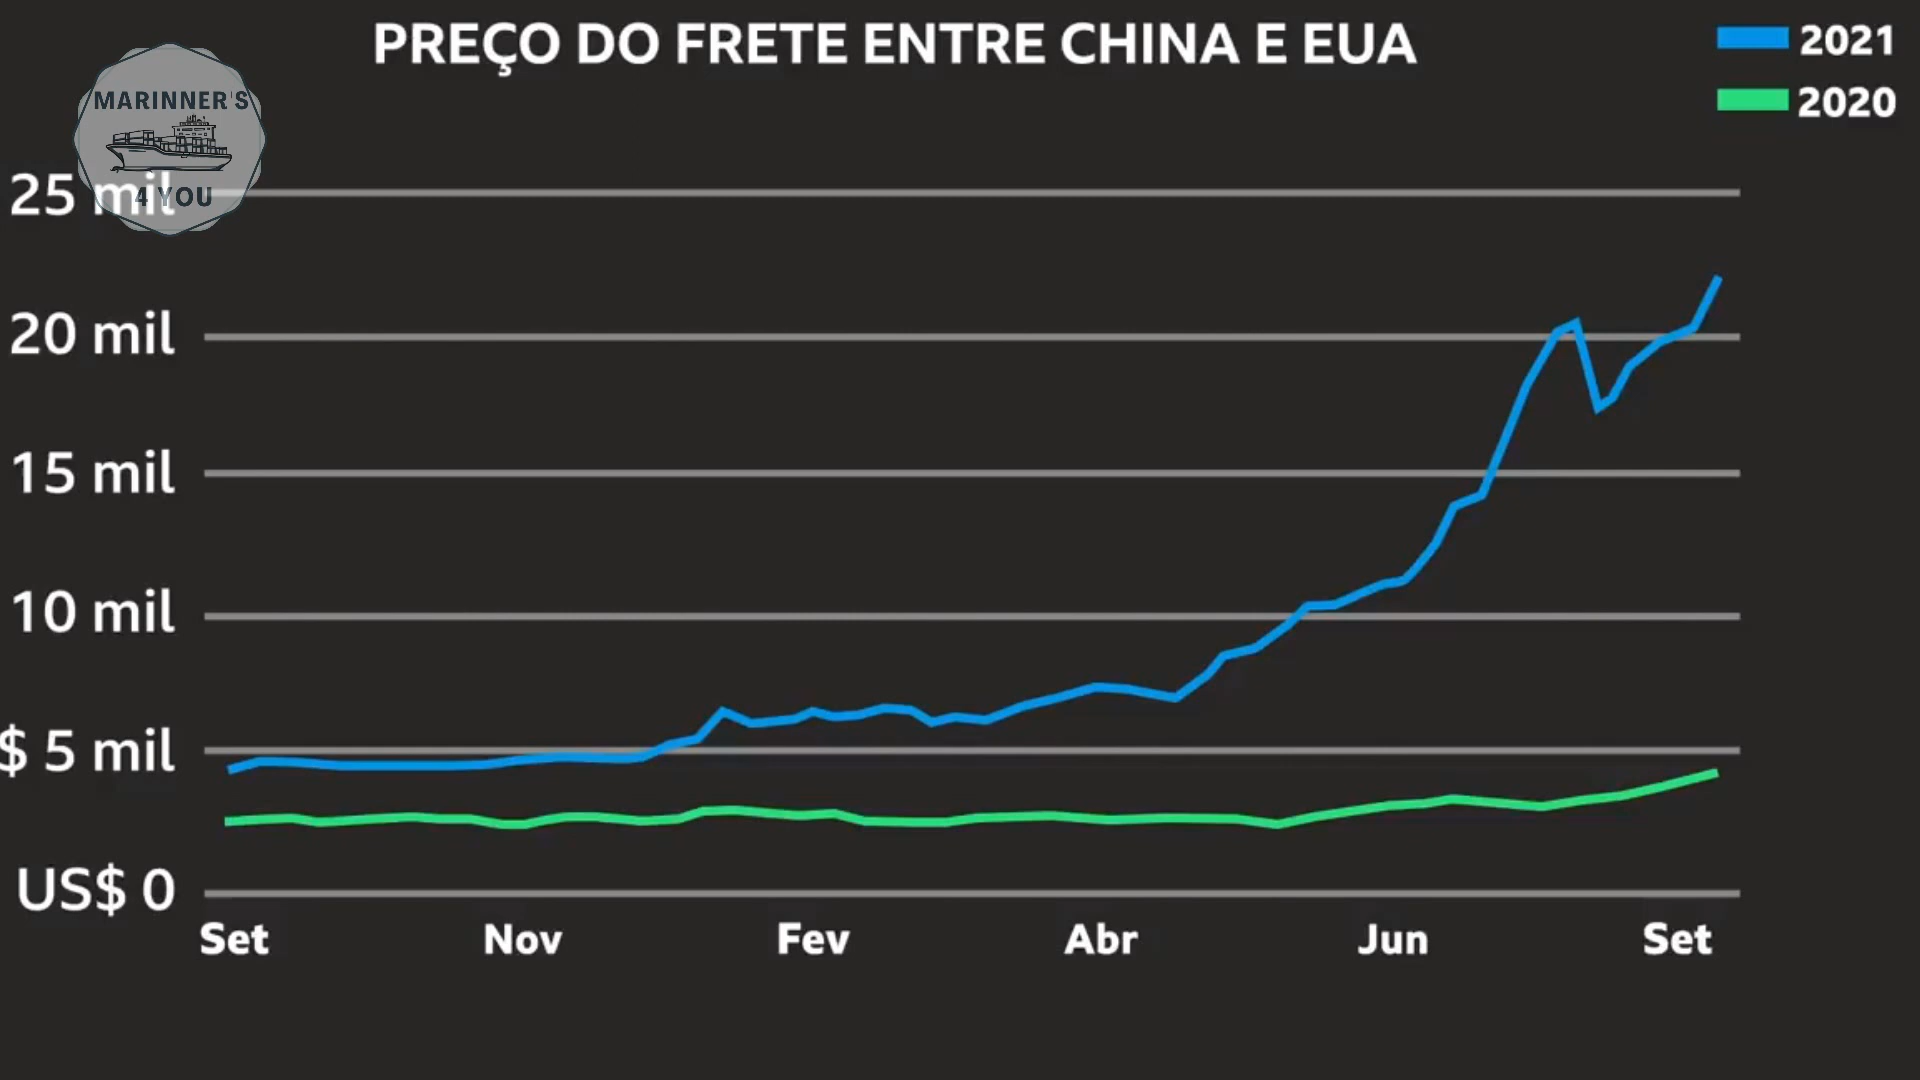 PREÇO DO FRETE ENTRE CHINA E EUA
2021
2020
MARINNER'S
4 YOU
25 mil
20 mil
15 mil
10 mil
$ 5 mil
US$ 0
Set Nov Fev Abr Jun Set